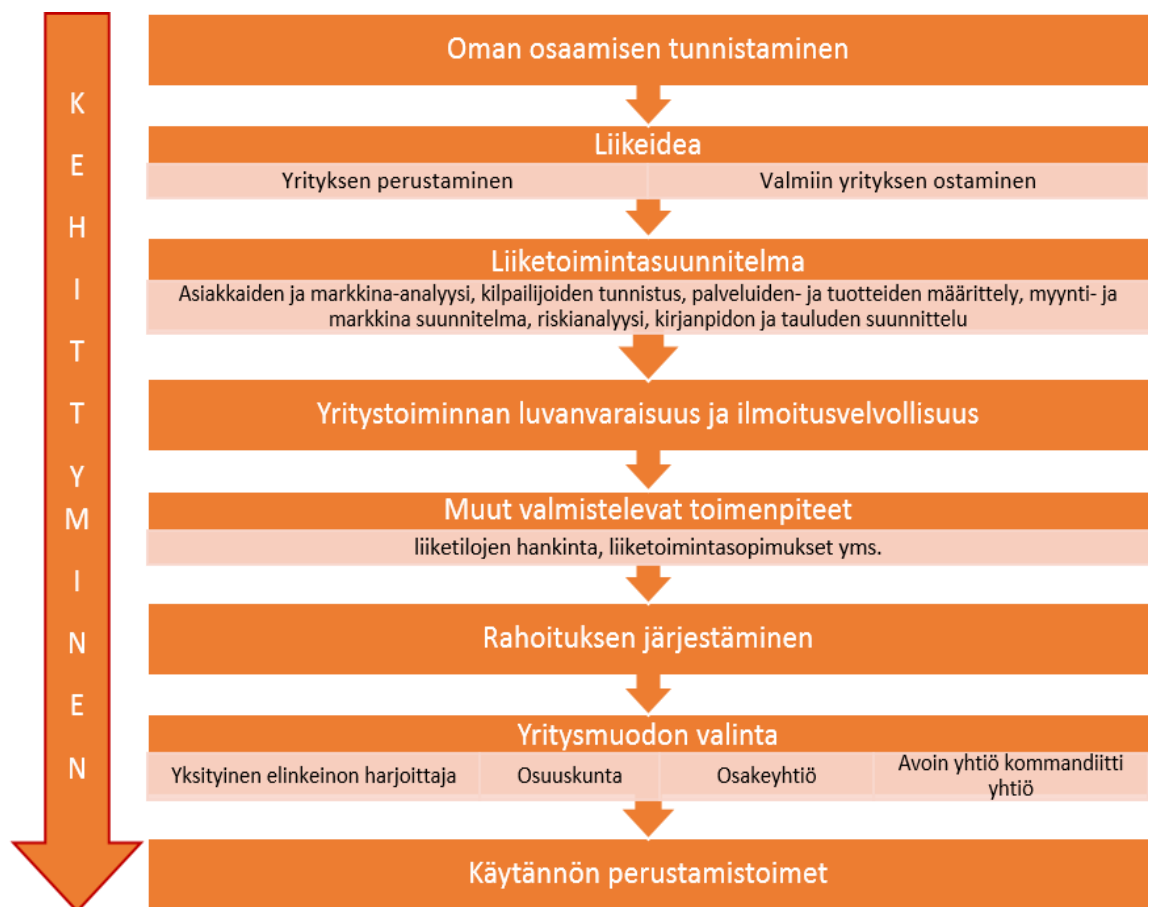 KEHITTYMINEN
Oman osaamisen tunnistaminen
Liikeidea
Yrityksen perustaminen
Valmiin yrityksen ostaminen
Liiketoimintasuunnitelma
Asiakkaiden ja markkina-analyysi, kilpailijoiden tunnistus, palveluiden- ja tuotteiden määrittely, myynti- ja
markkina suunnitelma, riskianalyysi, kirjanpidon ja tauluden suunnittelu
Yritystoiminnan luvanvaraisuus ja ilmoitusvelvollisuus
Muut valmistelevat toimenpiteet
liiketilojen hankinta, liiketoimintasopimukset yms.
Rahoituksen järjestäminen
Yritysmuodon valinta
Yksityinen elinkeinon harjoittaja
Osuuskunta
Osakeyhtiö
Avoin yhtiö kommandiitti
yhtiö
Käytännön perustamistoimet